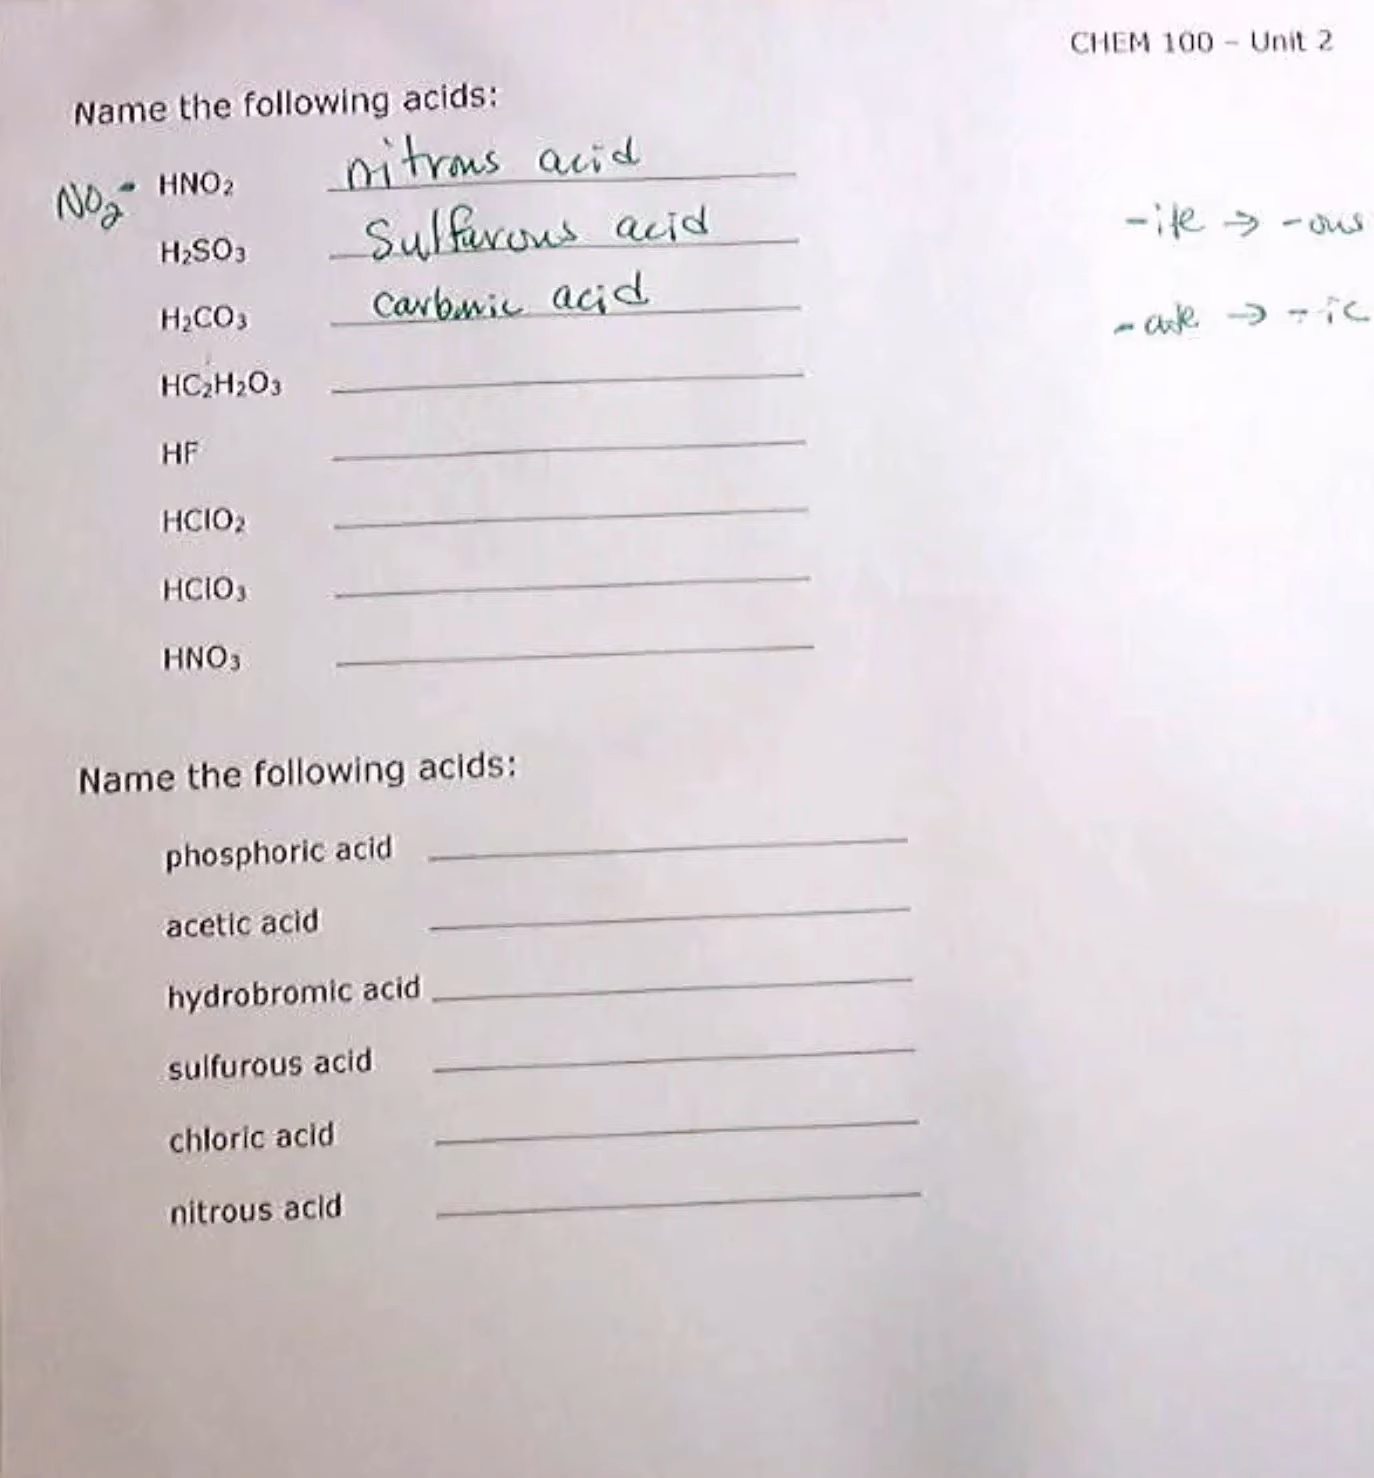 CHEM 100 – Unit 2
Name the following acids:
NO₂⁻ HNO₂ nitrous acid
H₂SO₃ Sulfurous acid
-ite → -ous
H₂CO₃ carbonic acid
-ate → -ic
HC₂H₂O₃
HF
HClO₂
HClO₃
HNO₃
Name the following acids:
phosphoric acid
acetic acid
hydrobromic acid
sulfurous acid
chloric acid
nitrous acid